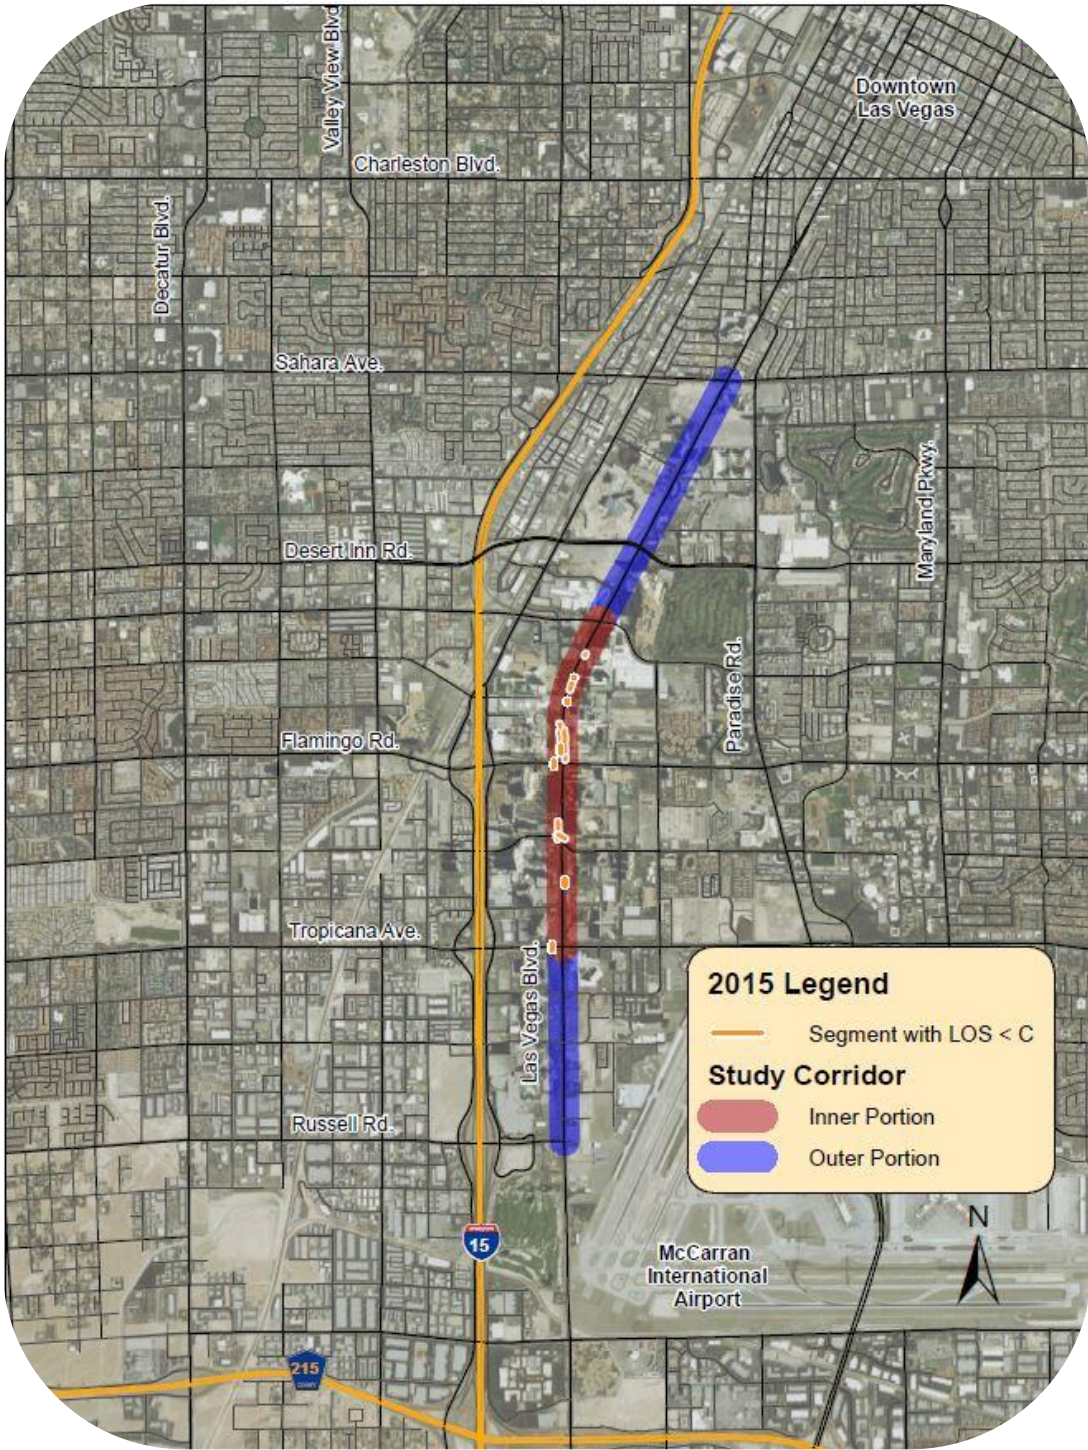 Valley View Blvd
Downtown
Las Vegas
Charleston Blvd.
Decatur Blvd.
Sahara Ave.
Maryland Pkwy.
Desert Inn Rd.
Paradise Rd.
Flamingo Rd.
Tropicana Ave.
Las Vegas Blvd.
2015 Legend
Segment with LOS < C
Study Corridor
Inner Portion
Outer Portion
Russell Rd.
N
15
McCarran
International
Airport
215